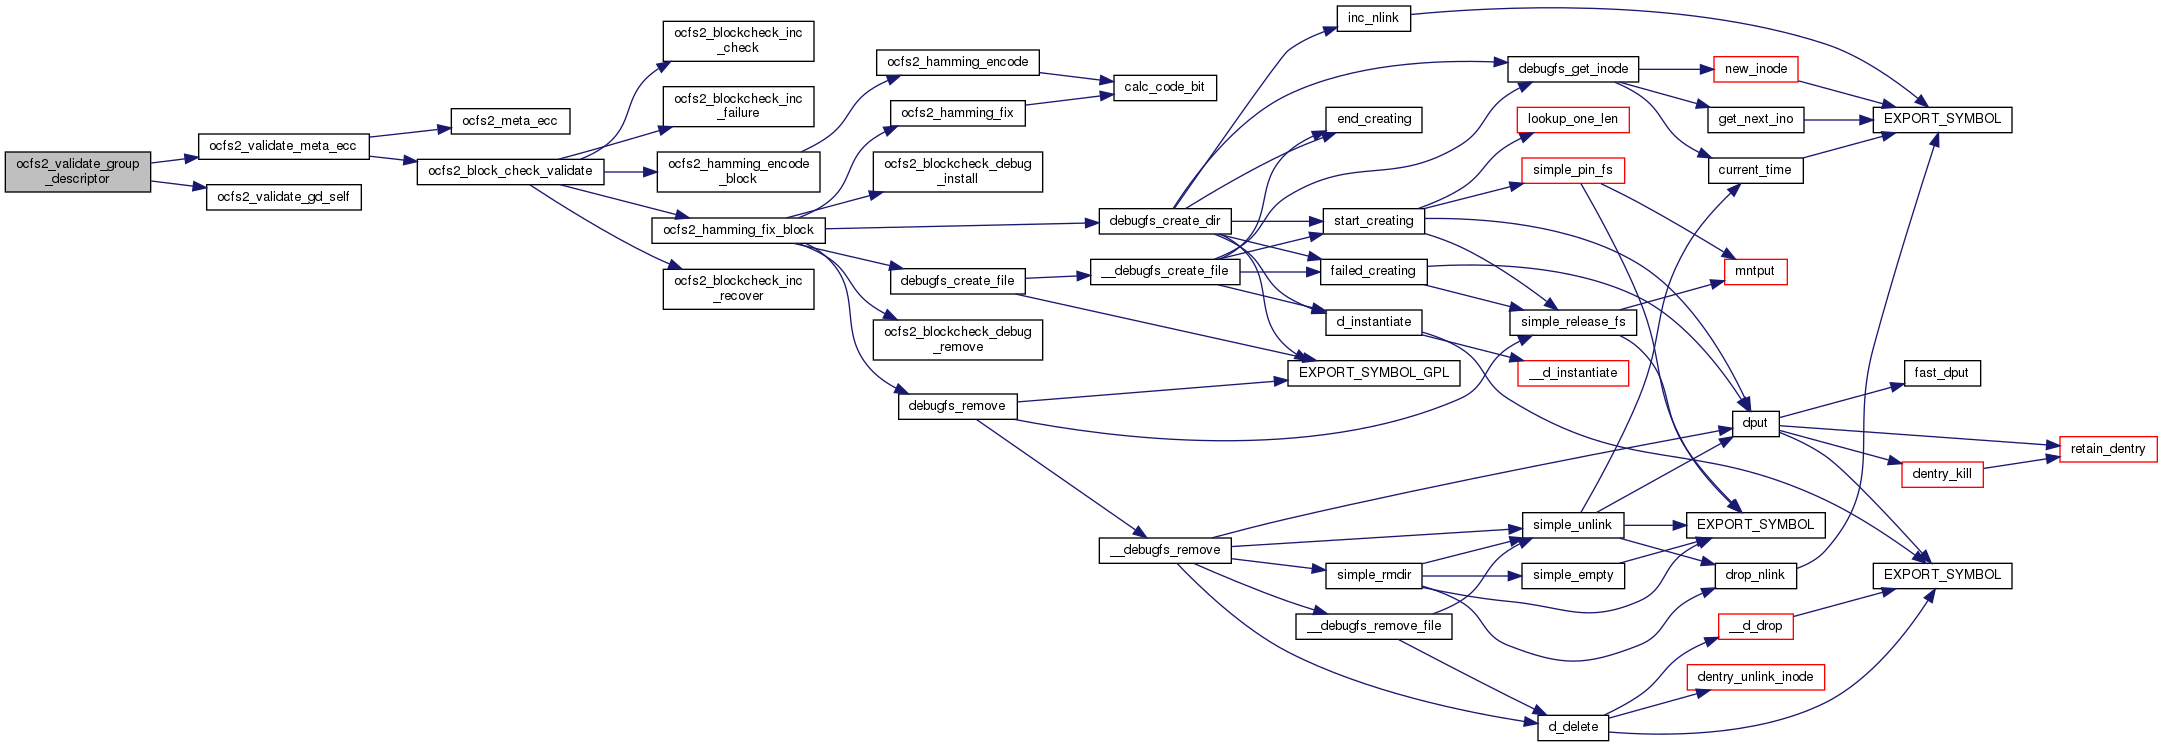 ocfs2_validate_group
_descriptor
ocfs2_validate_meta_ecc
ocfs2_validate_gd_self
ocfs2_meta_ecc
ocfs2_block_check_validate
ocfs2_blockcheck_inc
_check
ocfs2_blockcheck_inc
_failure
ocfs2_hamming_encode
_block
ocfs2_hamming_fix_block
ocfs2_blockcheck_inc
_recover
ocfs2_hamming_encode
ocfs2_hamming_fix
ocfs2_blockcheck_debug
_install
debugfs_create_file
ocfs2_blockcheck_debug
_remove
debugfs_remove
calc_code_bit
debugfs_create_dir
__debugfs_create_file
__debugfs_remove
inc_nlink
end_creating
start_creating
failed_creating
d_instantiate
EXPORT_SYMBOL_GPL
simple_rmdir
__debugfs_remove_file
debugfs_get_inode
lookup_one_len
simple_pin_fs
simple_release_fs
__d_instantiate
simple_unlink
simple_empty
d_delete
new_inode
get_next_ino
current_time
mntput
dput
EXPORT_SYMBOL
drop_nlink
__d_drop
dentry_unlink_inode
EXPORT_SYMBOL
fast_dput
dentry_kill
EXPORT_SYMBOL
retain_dentry